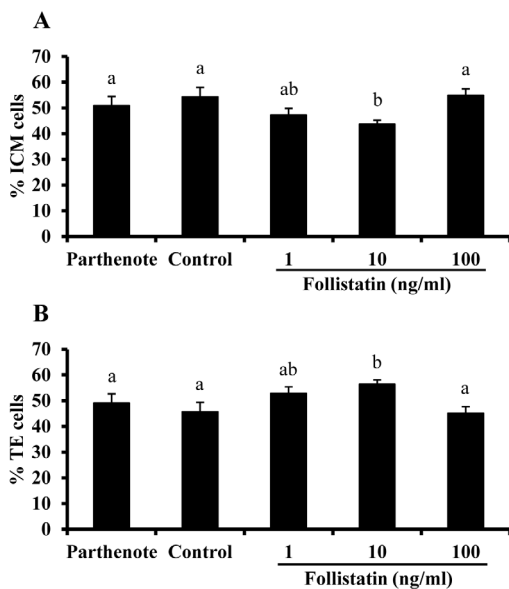 A
% ICM cells
70
60
50
40
30
20
10
0
a
a
ab
b
a
Parthenote Control 1 10 100
Follistatin (ng/ml)
B
% TE cells
70
60
50
40
30
20
10
0
a
a
ab
b
a
Parthenote Control 1 10 100
Follistatin (ng/ml)